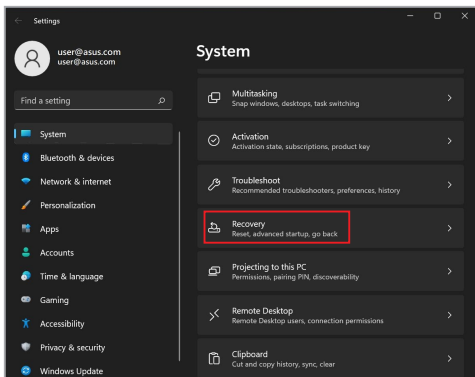 Settings
user@asus.com
user@asus.com
Find a setting
System
Bluetooth & devices
Network & internet
Personalization
Apps
Accounts
Time & language
Gaming
Accessibility
Privacy & security
Windows Update
System
Multitasking
Snap windows, desktops, task switching
Activation
Activation state, subscriptions, product key
Troubleshoot
Recommended troubleshooters, preferences, history
Recovery
Reset, advanced startup, go back
Projecting to this PC
Permissions, pairing PIN, discoverability
Remote Desktop
Remote Desktop users, connection permissions
Clipboard
Cut and copy history, sync, clear